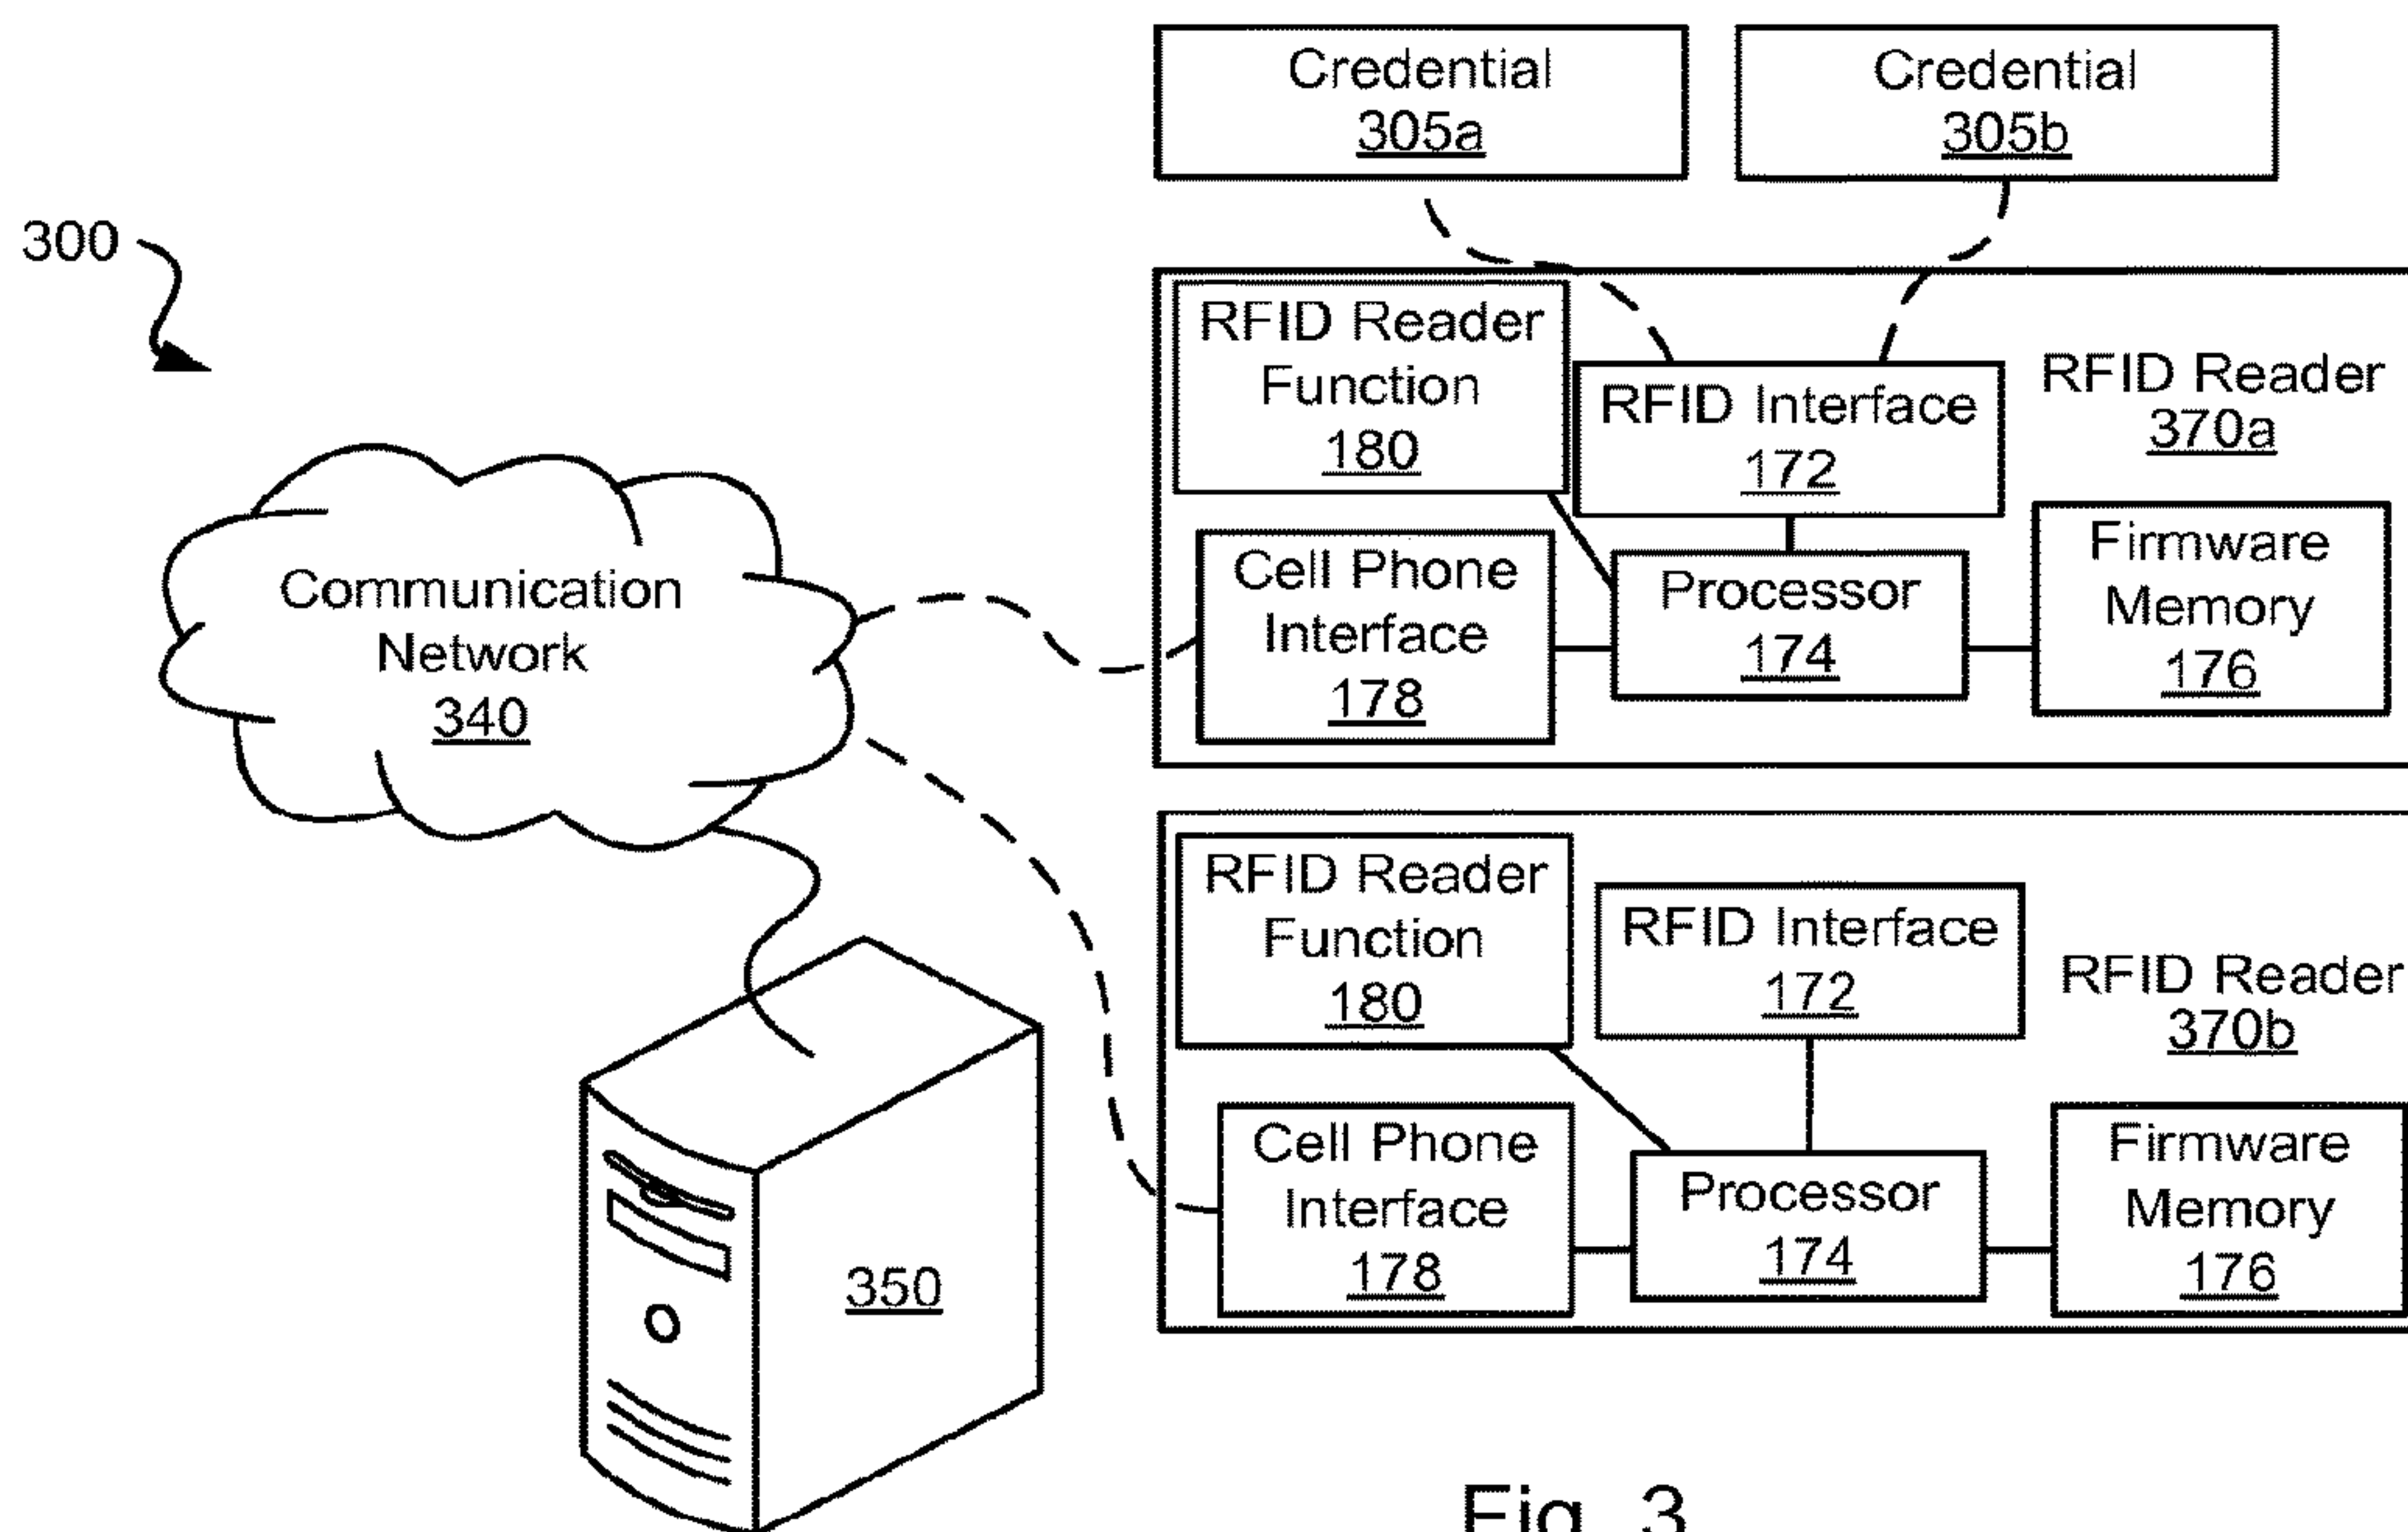 Credential
305a
Credential
305b
300
RFID Reader
Function
180
RFID Interface
172
RFID Reader
370a
Cell Phone
Interface
178
Processor
174
Firmware
Memory
176
Communication
Network
340
RFID Reader
Function
180
RFID Interface
172
RFID Reader
370b
Cell Phone
Interface
178
Processor
174
Firmware
Memory
176
350
Fig. 3